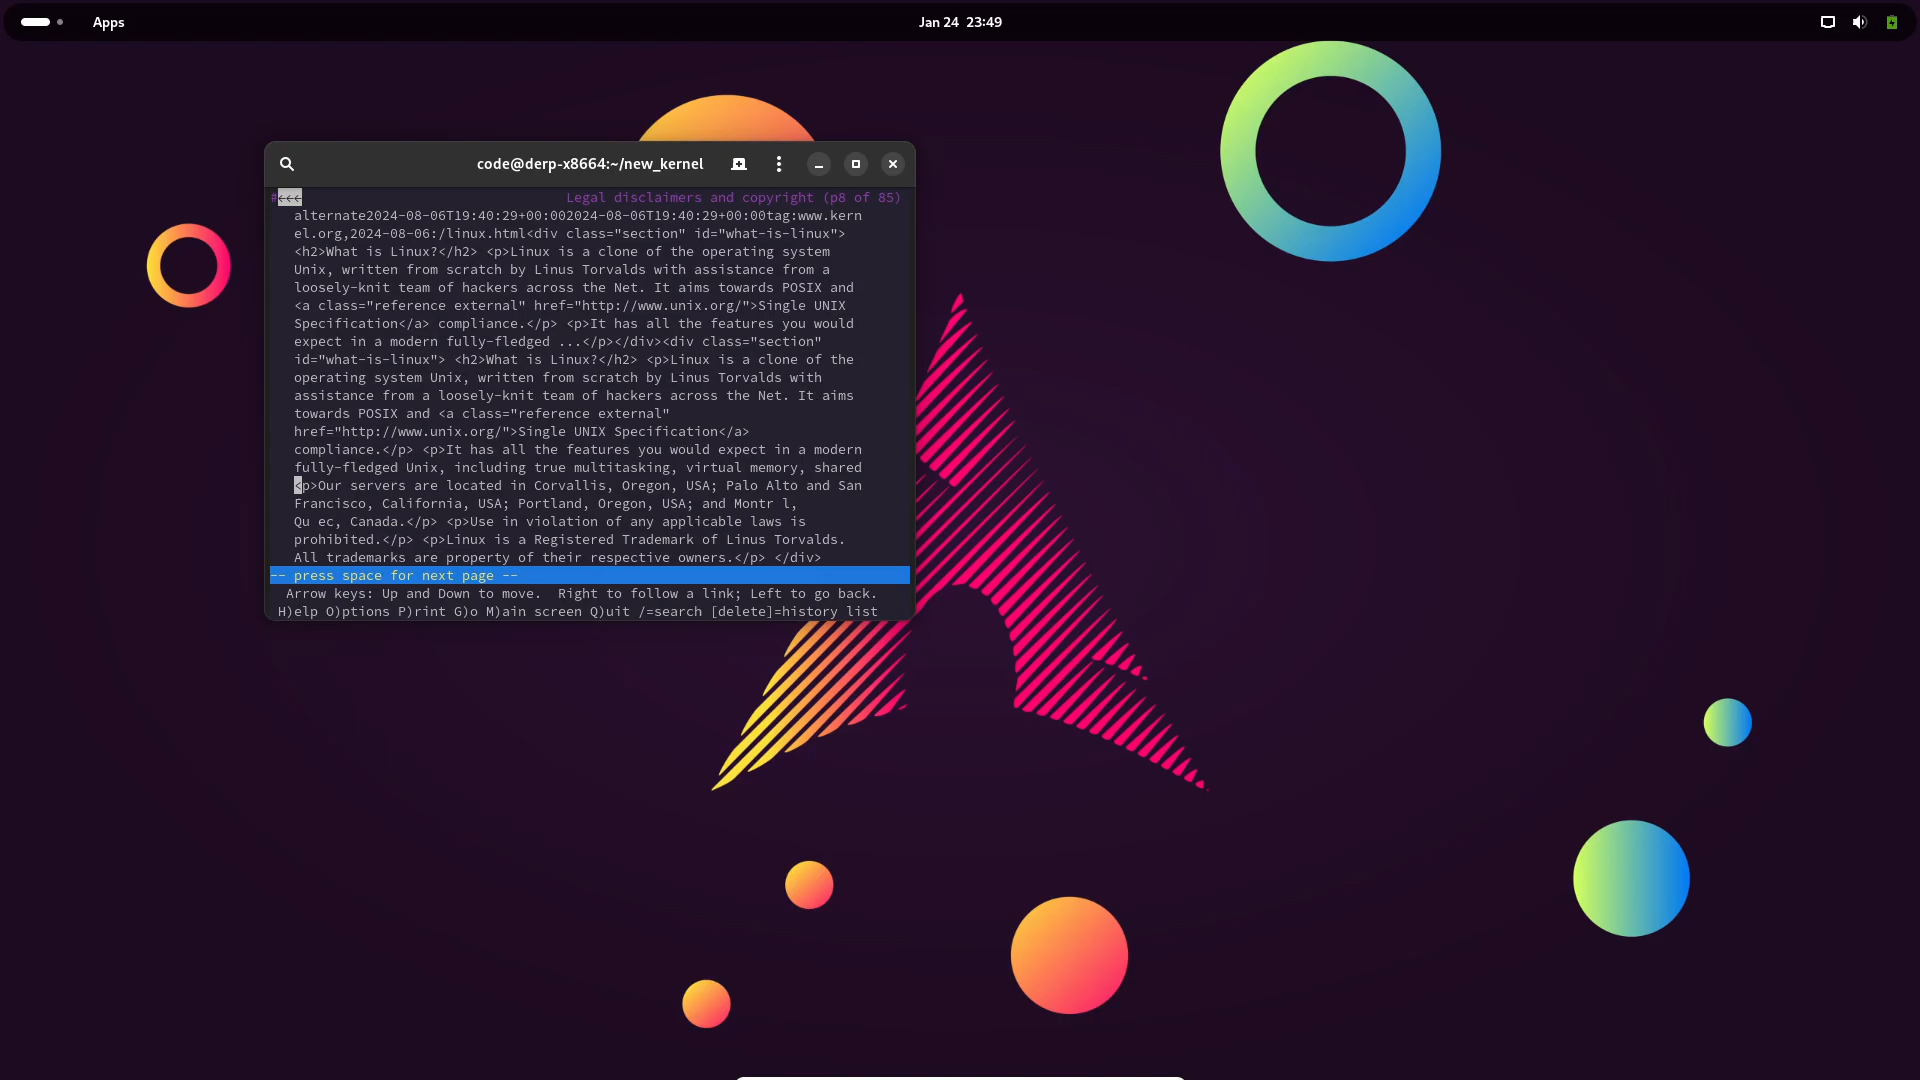 Apps
Jan 24 23:49
code@derp-x8664:~/new_kernel
#<<< Legal disclaimers and copyright (p8 of 85)
alternate2024-08-06T19:40:29+00:002024-08-06T19:40:29+00:00tag:www.kern
el.org,2024-08-06:/linux.html<div class="section" id="what-is-linux">
<h2>What is Linux?</h2> <p>Linux is a clone of the operating system
Unix, written from scratch by Linus Torvalds with assistance from a
loosely-knit team of hackers across the Net. It aims towards POSIX and
<a class="reference external" href="http://www.unix.org/">Single UNIX
Specification</a> compliance.</p> <p>It has all the features you would
expect in a modern fully-fledged ...</p></div><div class="section"
id="what-is-linux"> <h2>What is Linux?</h2> <p>Linux is a clone of the
operating system Unix, written from scratch by Linus Torvalds with
assistance from a loosely-knit team of hackers across the Net. It aims
towards POSIX and <a class="reference external"
href="http://www.unix.org/">Single UNIX Specification</a>
compliance.</p> <p>It has all the features you would expect in a modern
fully-fledged Unix, including true multitasking, virtual memory, shared
<p>Our servers are located in Corvallis, Oregon, USA; Palo Alto and San
Francisco, California, USA; Portland, Oregon, USA; and Montr l,
Qu ec, Canada.</p> <p>Use in violation of any applicable laws is
prohibited.</p> <p>Linux is a Registered Trademark of Linus Torvalds.
All trademarks are property of their respective owners.</p> </div>
-- press space for next page --
Arrow keys: Up and Down to move. Right to follow a link; Left to go back.
H)elp O)ptions P)rint G)o M)ain screen Q)uit /=search [delete]=history list